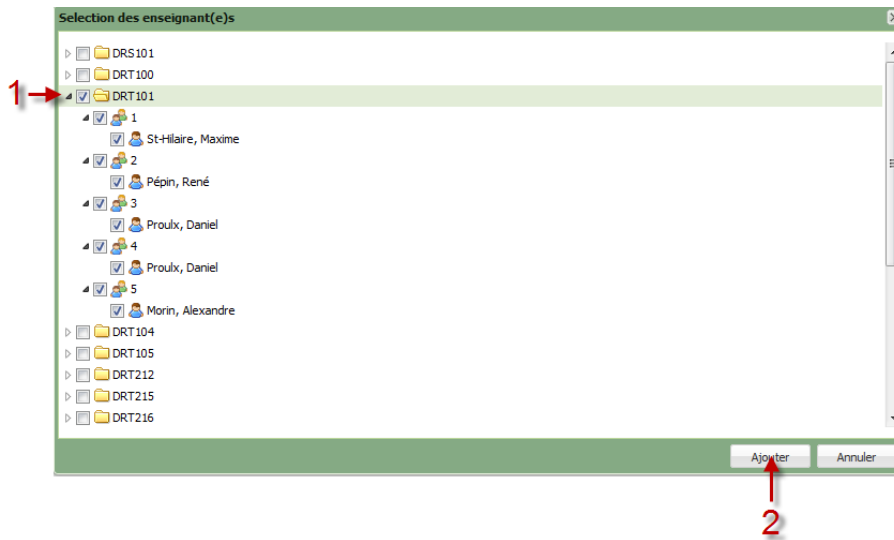 Selection des enseignant(e)s
DRS101
DRT100
1 DRT101
1
St-Hilaire, Maxime
2
Pépin, René
3
Proulx, Daniel
4
Proulx, Daniel
5
Morin, Alexandre
DRT104
DRT105
DRT212
DRT215
DRT216
Ajouter Annuler
2